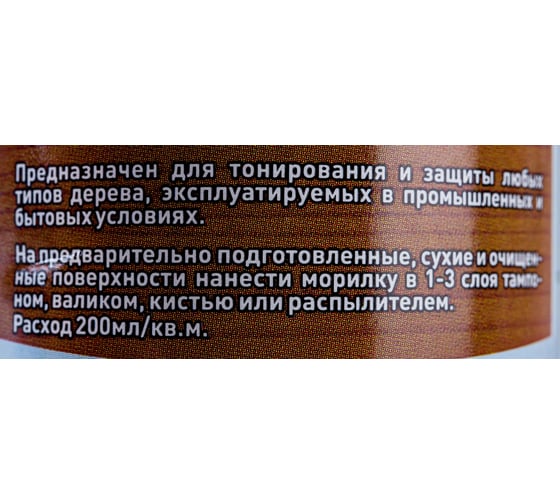 Предназначен для тонирования и защиты любых
типов дерева, эксплуатируемых в промышленных и
бытовых условиях.
На предварительно подготовленные, сухие и очищен-
ные поверхности нанести морилку в 1-3 слоя тампо-
ном, валиком, кистью или распылителем.
Расход 200мл/кв.м.